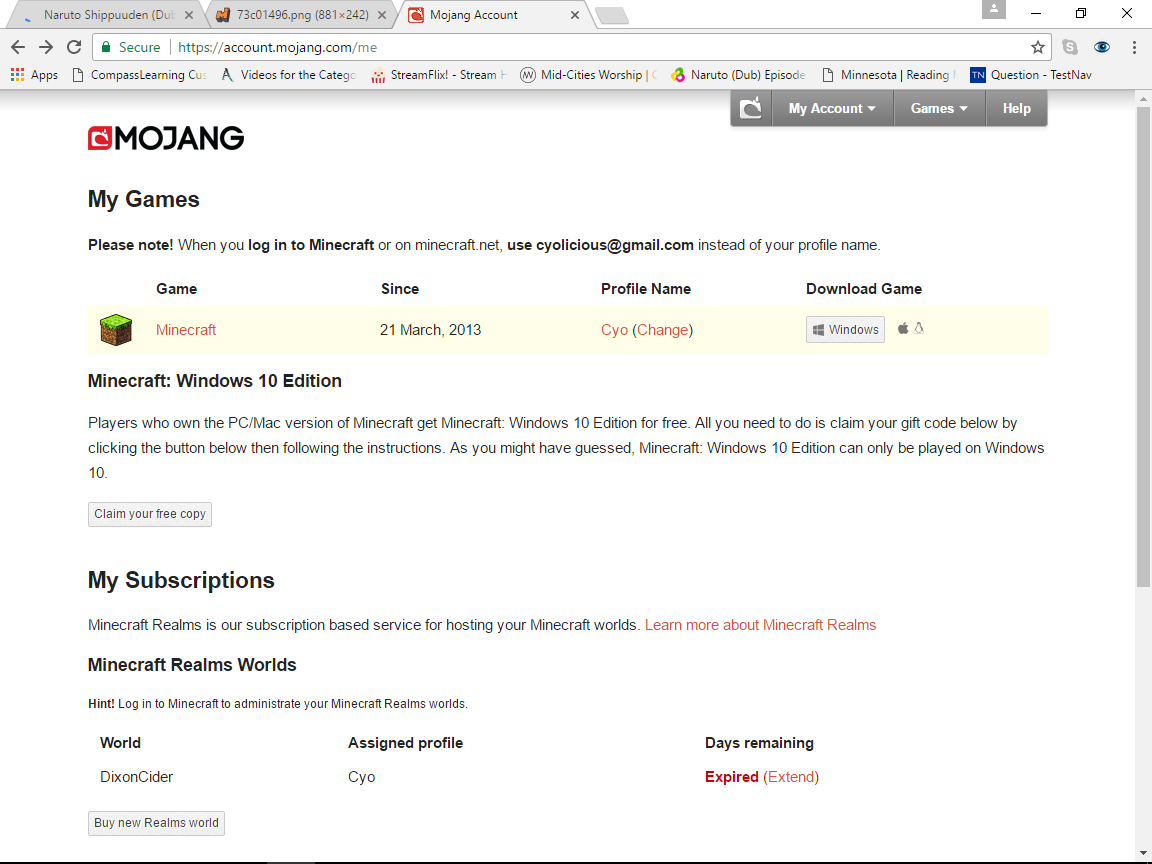 Naruto Shippuuden (Dub
73c01496.png (881×242)
Mojang Account
Secure
https://account.mojang.com/me
Apps
CompassLearning Cus
Videos for the Catego
StreamFlix! - Stream H
Mid-Cities Worship | C
Naruto (Dub) Episode
Minnesota | Reading
TN
Question - TestNav
My Account
Games
Help
MOJANG
My Games
Please note! When you log in to Minecraft or on minecraft.net, use cyolicious@gmail.com instead of your profile name.
Game Since Profile Name Download Game
Minecraft 21 March, 2013 Cyo (Change) Windows
Minecraft: Windows 10 Edition
Players who own the PC/Mac version of Minecraft get Minecraft: Windows 10 Edition for free. All you need to do is claim your gift code below by
clicking the button below then following the instructions. As you might have guessed, Minecraft: Windows 10 Edition can only be played on Windows
10.
Claim your free copy
My Subscriptions
Minecraft Realms is our subscription based service for hosting your Minecraft worlds. Learn more about Minecraft Realms
Minecraft Realms Worlds
Hint! Log in to Minecraft to administrate your Minecraft Realms worlds.
World Assigned profile Days remaining
DixonCider Cyo Expired (Extend)
Buy new Realms world